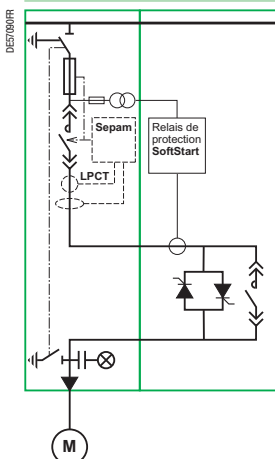 DE57090FR
Sepam
Relais de
protection
SoftStart
LPCT
M